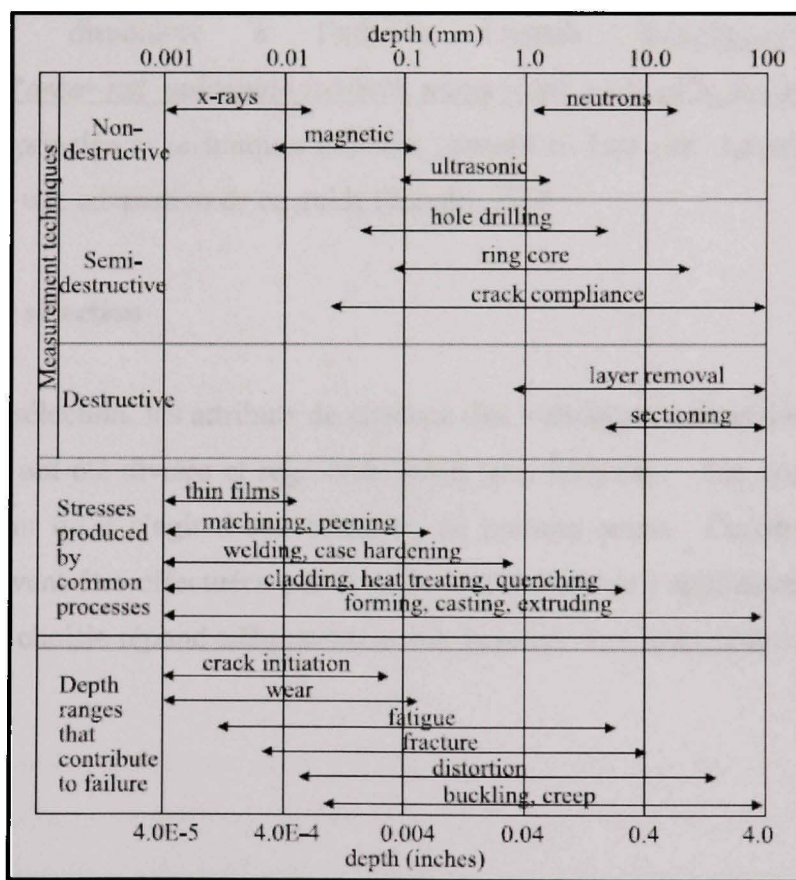 depth (mm)
0.001 0.01 0.1 1.0 10.0 100
Measurement techniques
Non-
destructive
x-rays neutrons
magnetic
ultrasonic
Semi-
destructive
hole drilling
ring core
crack compliance
Destructive
layer removal
sectioning
Stresses
produced
by
common
processes
thin films
machining, peening
welding, case hardening
cladding, heat treating, quenching
forming, casting, extruding
Depth
ranges
that
contribute
to failure
crack initiation
wear
fatigue
fracture
distortion
buckling, creep
4.0E-5 4.0E-4 0.004 0.04 0.4 4.0
depth (inches)